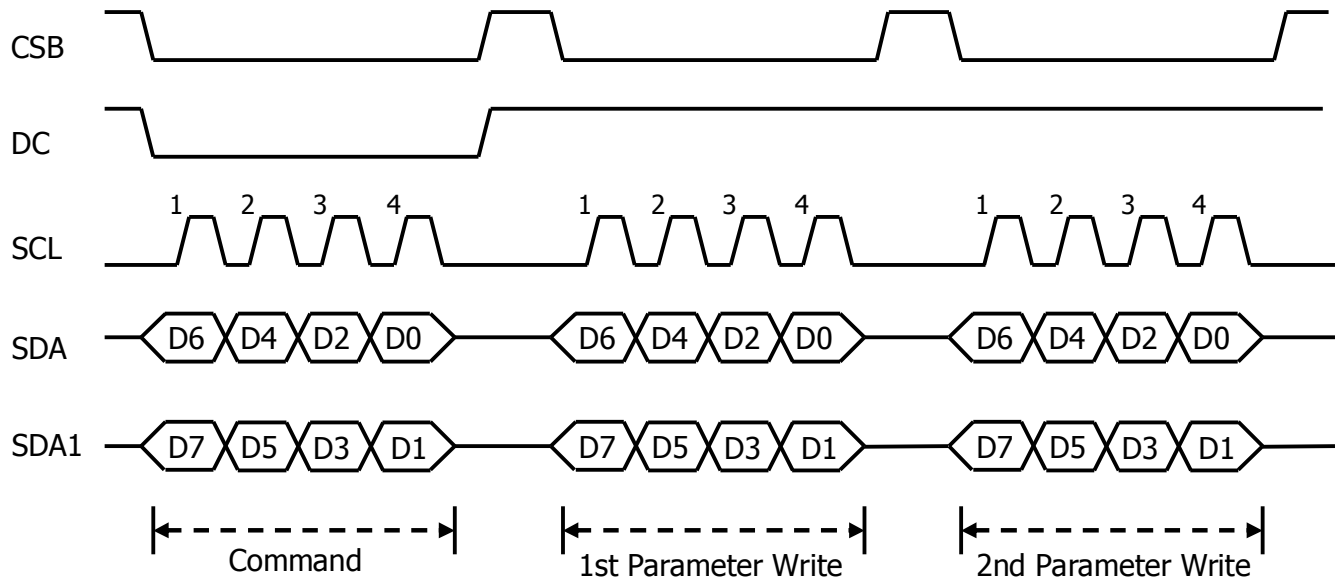 CSB
DC
1 2 3 4 1 2 3 4 1 2 3 4
SCL
SDA D6 D4 D2 D0 D6 D4 D2 D0 D6 D4 D2 D0
SDA1 D7 D5 D3 D1 D7 D5 D3 D1 D7 D5 D3 D1
Command 1st Parameter Write 2nd Parameter Write